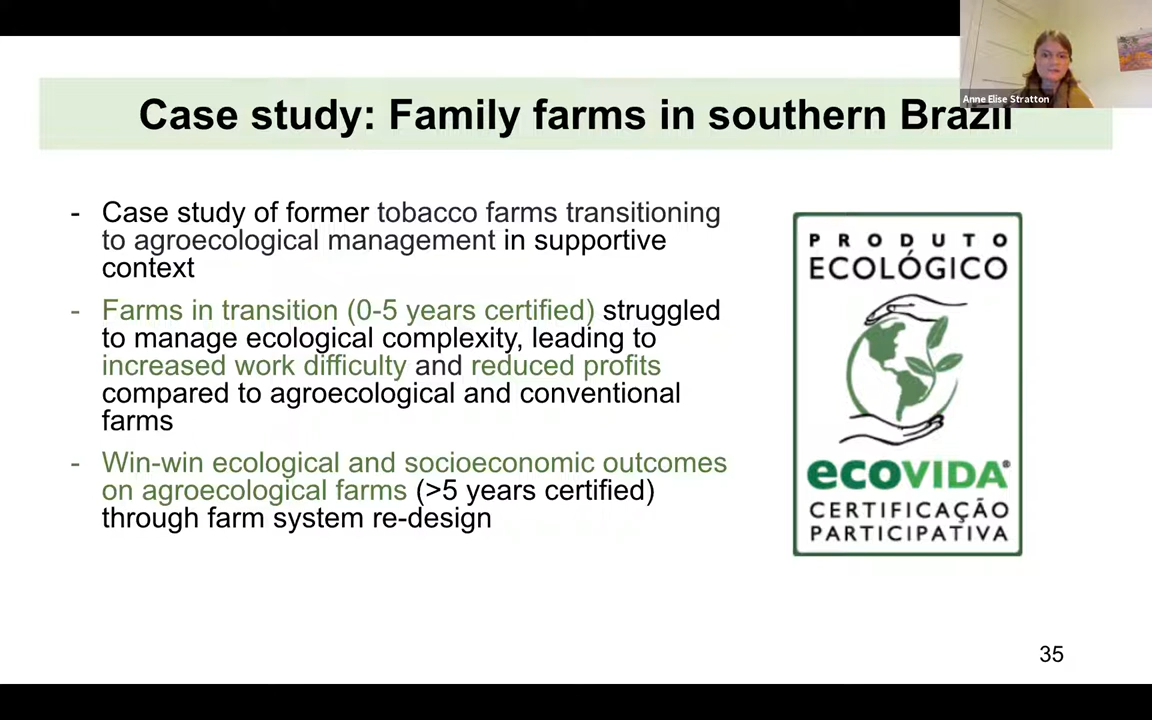 Anne Elise Stratton
Case study: Family farms in southern Brazil
- Case study of former tobacco farms transitioning
to agroecological management in supportive
context
- Farms in transition (0-5 years certified) struggled
to manage ecological complexity, leading to
increased work difficulty and reduced profits
compared to agroecological and conventional
farms
- Win-win ecological and socioeconomic outcomes
on agroecological farms (>5 years certified)
through farm system re-design
PRODUTO
ECOLÓGICO
ecoVIDA®
CERTIFICAÇÃO
PARTICIPATIVA
35